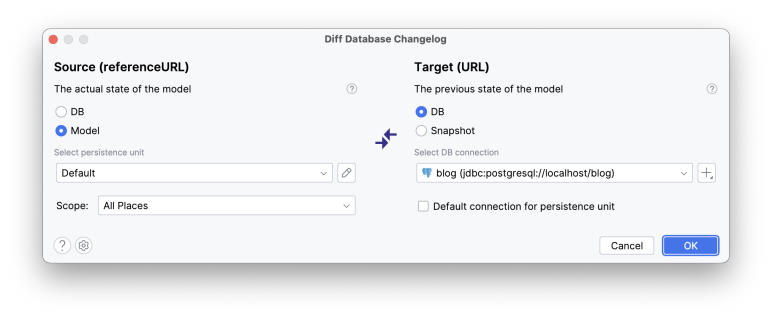 Diff Database Changelog
Source (referenceURL)
The actual state of the model
?
DB
Model
Select persistence unit
Default
Scope:
All Places
Target (URL)
The previous state of the model
?
DB
Snapshot
Select DB connection
blog (jdbc:postgresql://localhost/blog)
Default connection for persistence unit
?
Cancel
OK